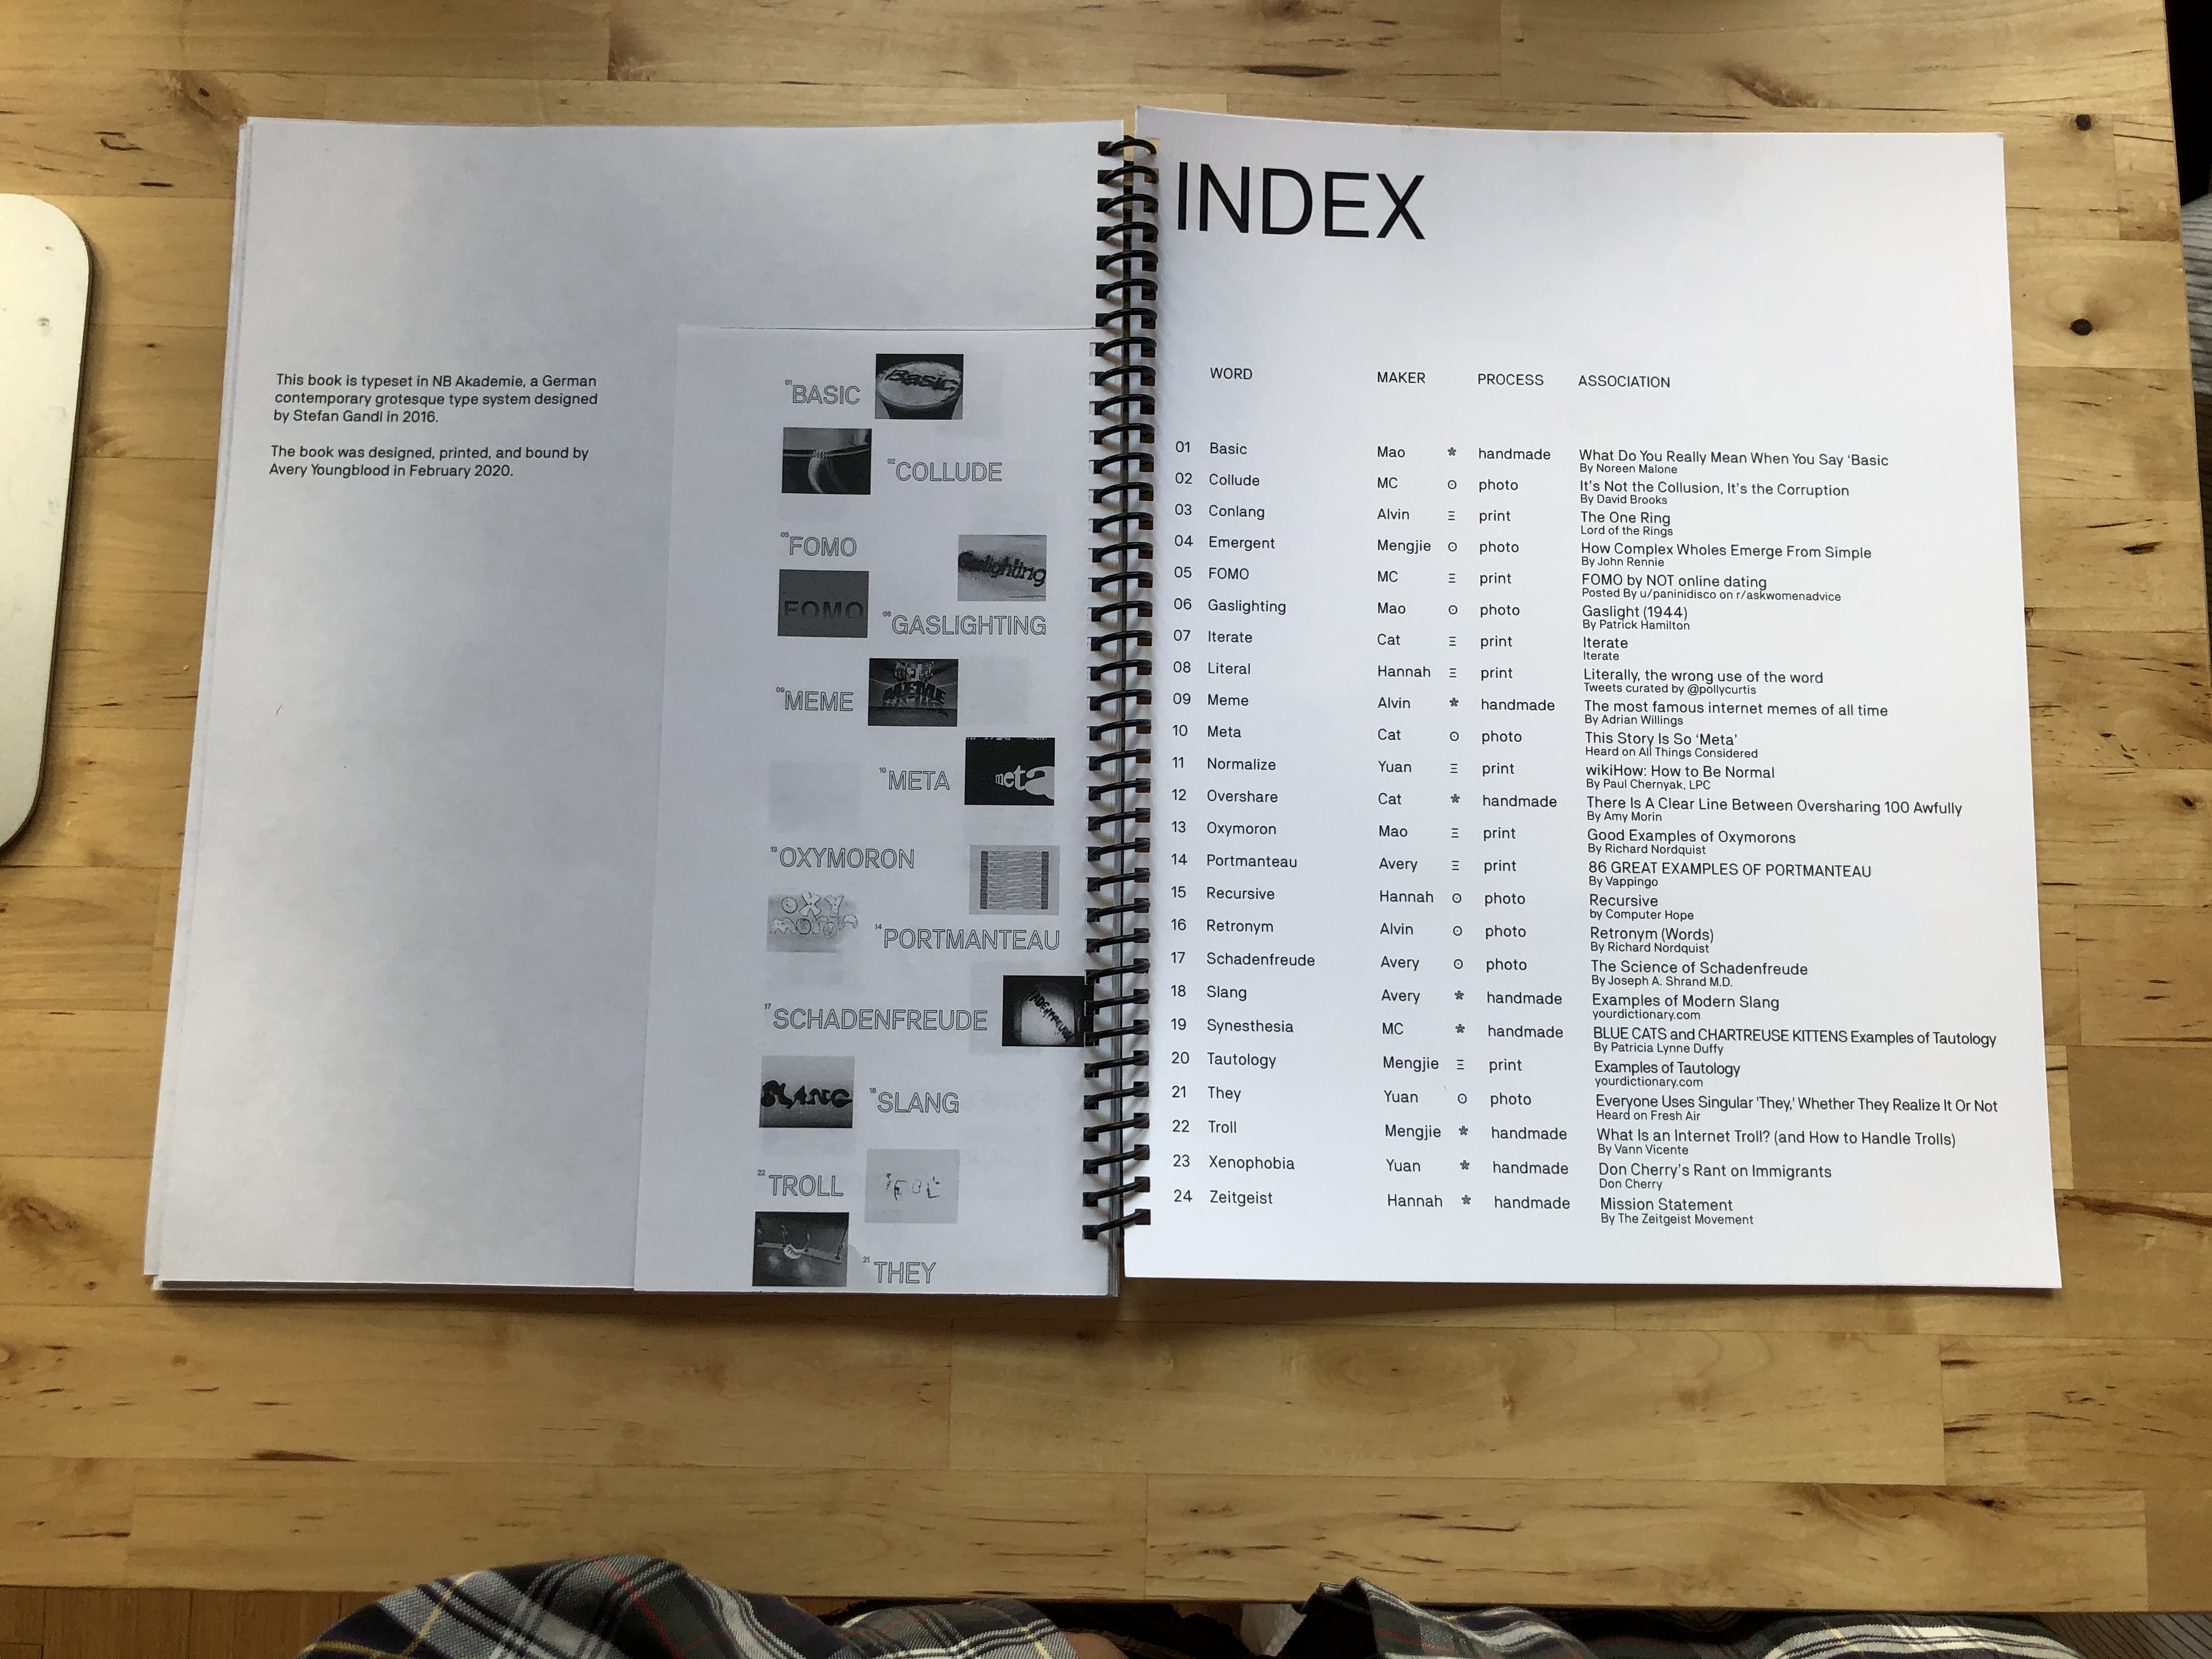 This book is typeset in NB Akademie, a German
contemporary grotesque type system designed
by Stefan Gandl in 2016.
The book was designed, printed, and bound by
Avery Youngblood in February 2020.
01 BASIC
02 COLLUDE
05 FOMO
FOMO
06 GASLIGHTING
Gaslighting
09 MEME
10 META
meta
13 OXYMORON
OXY
MORON
14 PORTMANTEAU
17 SCHADENFREUDE
18 SLANG
SLANG
22 TROLL
21 THEY
INDEX
WORD MAKER PROCESS ASSOCIATION
01 Basic Mao * handmade What Do You Really Mean When You Say ‘Basic
By Noreen Malone
02 Collude MC ⊙ photo It's Not the Collusion, It's the Corruption
By David Brooks
03 Conlang Alvin Ξ print The One Ring
Lord of the Rings
04 Emergent Mengjie ⊙ photo How Complex Wholes Emerge From Simple
By John Rennie
05 FOMO MC Ξ print FOMO by NOT online dating
Posted By u/paninidisco on r/askwomenadvice
06 Gaslighting Mao ⊙ photo Gaslight (1944)
By Patrick Hamilton
07 Iterate Cat Ξ print Iterate
Iterate
08 Literal Hannah Ξ print Literally, the wrong use of the word
Tweets curated by @pollycurtis
09 Meme Alvin * handmade The most famous internet memes of all time
By Adrian Willings
10 Meta Cat ⊙ photo This Story Is So ‘Meta’
Heard on All Things Considered
11 Normalize Yuan Ξ print wikiHow: How to Be Normal
By Paul Chernyak, LPC
12 Overshare Cat * handmade There Is A Clear Line Between Oversharing 100 Awfully
By Amy Morin
13 Oxymoron Mao Ξ print Good Examples of Oxymorons
By Richard Nordquist
14 Portmanteau Avery Ξ print 86 GREAT EXAMPLES OF PORTMANTEAU
By Vappingo
15 Recursive Hannah ⊙ photo Recursive
by Computer Hope
16 Retronym Alvin ⊙ photo Retronym (Words)
By Richard Nordquist
17 Schadenfreude Avery ⊙ photo The Science of Schadenfreude
By Joseph A. Shrand M.D.
18 Slang Avery * handmade Examples of Modern Slang
yourdictionary.com
19 Synesthesia MC * handmade BLUE CATS and CHARTREUSE KITTENS Examples of Tautology
By Patricia Lynne Duffy
20 Tautology Mengjie Ξ print Examples of Tautology
yourdictionary.com
21 They Yuan ⊙ photo Everyone Uses Singular ‘They,’ Whether They Realize It Or Not
Heard on Fresh Air
22 Troll Mengjie * handmade What Is an Internet Troll? (and How to Handle Trolls)
By Vann Vicente
23 Xenophobia Yuan * handmade Don Cherry's Rant on Immigrants
Don Cherry
24 Zeitgeist Hannah * handmade Mission Statement
By The Zeitgeist Movement